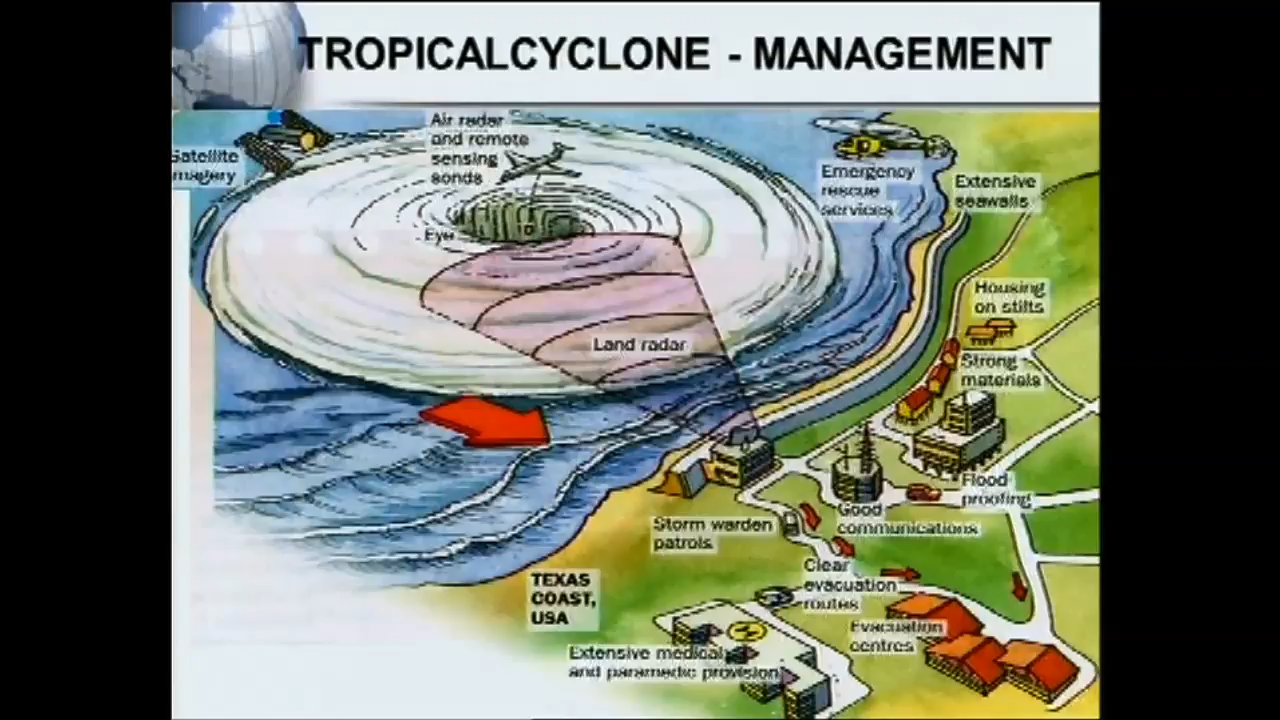 TROPICALCYCLONE - MANAGEMENT
Satellite
imagery
Air radar
and remote
sensing
sonds
Eye
Land radar
Emergency
rescue
services
Extensive
seawalls
Housing
on stilts
Strong
materials
Flood
proofing
Good
communications
Storm warden
patrols
Clear
evacuation
routes
Evacuation
centres
TEXAS
COAST,
USA
Extensive medical
and paramedic provision